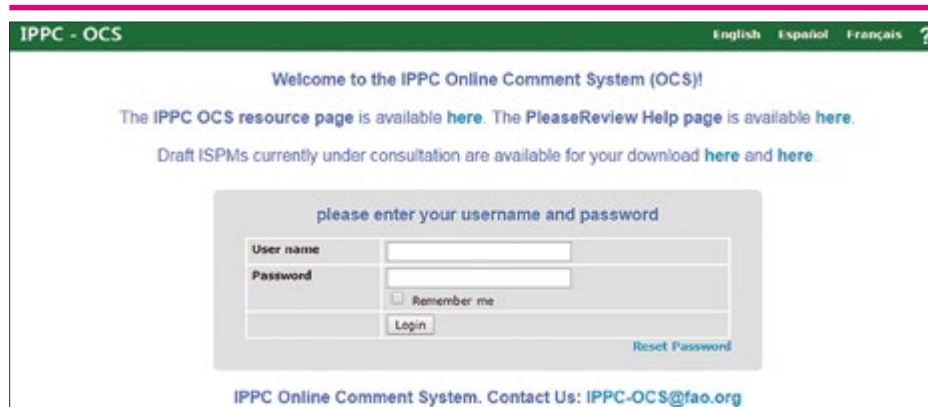 IPPC - OCS English Español Français ?
Welcome to the IPPC Online Comment System (OCS)!
The IPPC OCS resource page is available here. The PleaseReview Help page is available here.
Draft ISPMs currently under consultation are available for your download here and here.
please enter your username and password
User name
Password
Remember me
Login
Reset Password
IPPC Online Comment System. Contact Us: IPPC-OCS@fao.org